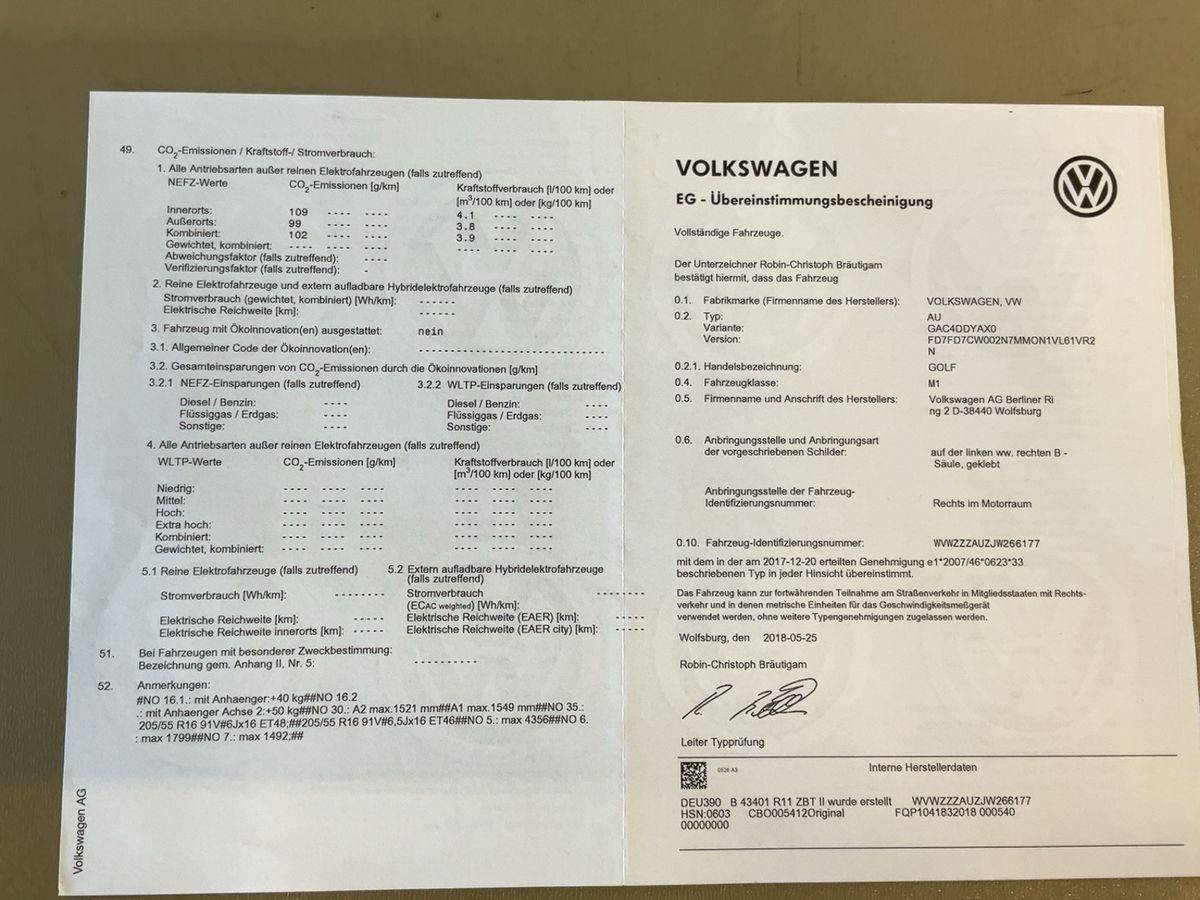 49. CO2-Emissionen / Kraftstoff-/ Stromverbrauch:
1. Alle Antriebsarten außer reinen Elektrofahrzeugen (falls zutreffend)
NEFZ-Werte CO2-Emissionen [g/km] Kraftstoffverbrauch [l/100 km] oder
[m3/100 km] oder [kg/100 km]
Innerorts: 109 ---- ---- 4.1 ---- ----
Außerorts: 99 ---- ---- 3.8 ---- ----
Kombiniert: 102 ---- ---- 3.9 ---- ----
Gewichtet, kombiniert: ---- ---- ---- ---- ---- ----
Abweichungsfaktor (falls zutreffend): ----
Verifizierungsfaktor (falls zutreffend): -
2. Reine Elektrofahrzeuge und extern aufladbare Hybridelektrofahrzeuge (falls zutreffend)
Stromverbrauch (gewichtet, kombiniert) [Wh/km]: ------
Elektrische Reichweite [km]: ------
3. Fahrzeug mit Ökoinnovation(en) ausgestattet: nein
3.1. Allgemeiner Code der Ökoinnovation(en): ------------------------------
3.2. Gesamteinsparungen von CO2-Emissionen durch die Ökoinnovationen [g/km]
3.2.1 NEFZ-Einsparungen (falls zutreffend) 3.2.2 WLTP-Einsparungen (falls zutreffend)
Diesel / Benzin: ---- Diesel / Benzin: ----
Flüssiggas / Erdgas: ---- Flüssiggas / Erdgas: ----
Sonstige: ---- Sonstige: ----
4. Alle Antriebsarten außer reinen Elektrofahrzeugen (falls zutreffend)
WLTP-Werte CO2-Emissionen [g/km] Kraftstoffverbrauch [l/100 km] oder
[m3/100 km] oder [kg/100 km]
Niedrig: ---- ---- ---- ---- ---- ----
Mittel: ---- ---- ---- ---- ---- ----
Hoch: ---- ---- ---- ---- ---- ----
Extra hoch: ---- ---- ---- ---- ---- ----
Kombiniert: ---- ---- ---- ---- ---- ----
Gewichtet, kombiniert: ---- ---- ---- ---- ---- ----
5.1 Reine Elektrofahrzeuge (falls zutreffend) 5.2 Extern aufladbare Hybridelektrofahrzeuge
(falls zutreffend)
Stromverbrauch [Wh/km]: -------- Stromverbrauch -------
(ECAC weighted) [Wh/km]:
Elektrische Reichweite [km]: ----- Elektrische Reichweite (EAER) [km]: -----
Elektrische Reichweite innerorts [km]: ----- Elektrische Reichweite (EAER city) [km]: -----
51. Bei Fahrzeugen mit besonderer Zweckbestimmung:
Bezeichnung gem. Anhang II, Nr. 5: ----------
52. Anmerkungen:
#NO 16.1.: mit Anhaenger:+40 kg##NO 16.2
.: mit Anhaenger Achse 2:+50 kg##NO 30.: A2 max.1521 mm##A1 max.1549 mm##NO 35.:
205/55 R16 91V#6Jx16 ET48;##205/55 R16 91V#6,5Jx16 ET46##NO 5.: max 4356##NO 6.
: max 1799##NO 7.: max 1492;##
Volkswagen AG
VOLKSWAGEN
EG - Übereinstimmungsbescheinigung
Vollständige Fahrzeuge.
Der Unterzeichner Robin-Christoph Bräutigam
bestätigt hiermit, dass das Fahrzeug
0.1. Fabrikmarke (Firmenname des Herstellers): VOLKSWAGEN, VW
0.2. Typ: AU
Variante: GAC4DDYAX0
Version: FD7FD7CW002N7MMON1VL61VR2
N
0.2.1. Handelsbezeichnung: GOLF
0.4. Fahrzeugklasse: M1
0.5. Firmenname und Anschrift des Herstellers: Volkswagen AG Berliner Ri
ng 2 D-38440 Wolfsburg
0.6. Anbringungsstelle und Anbringungsart
der vorgeschriebenen Schilder: auf der linken ww. rechten B -
Säule, geklebt
Anbringungsstelle der Fahrzeug-
Identifizierungsnummer: Rechts im Motorraum
0.10. Fahrzeug-Identifizierungsnummer: WVWZZZAUZJW266177
mit dem in der am 2017-12-20 erteilten Genehmigung e1*2007/46*0623*33
beschriebenen Typ in jeder Hinsicht übereinstimmt.
Das Fahrzeug kann zur fortwährenden Teilnahme am Straßenverkehr in Mitgliedsstaaten mit Rechts-
verkehr und in denen metrische Einheiten für das Geschwindigkeitsmeßgerät
verwendet werden, ohne weitere Typengenehmigungen zugelassen werden.
Wolfsburg, den 2018-05-25
Robin-Christoph Bräutigam
Leiter Typprüfung
0526 A3 Interne Herstellerdaten
DEU390 B 43401 R11 ZBT II wurde erstellt WVWZZZAUZJW266177
HSN:0603 CBO005412Original FQP1041832018 000540
00000000